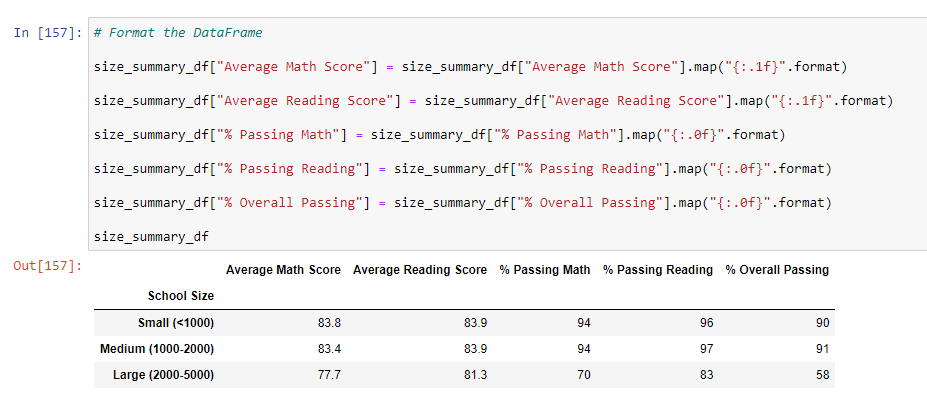 In [157]: # Format the DataFrame
size_summary_df["Average Math Score"] = size_summary_df["Average Math Score"].map("{:.1f}".format)
size_summary_df["Average Reading Score"] = size_summary_df["Average Reading Score"].map("{:.1f}".format)
size_summary_df["% Passing Math"] = size_summary_df["% Passing Math"].map("{:.0f}".format)
size_summary_df["% Passing Reading"] = size_summary_df["% Passing Reading"].map("{:.0f}".format)
size_summary_df["% Overall Passing"] = size_summary_df["% Overall Passing"].map("{:.0f}".format)
size_summary_df
Out[157]:
Average Math Score Average Reading Score % Passing Math % Passing Reading % Overall Passing
School Size
Small (<1000) 83.8 83.9 94 96 90
Medium (1000-2000) 83.4 83.9 94 97 91
Large (2000-5000) 77.7 81.3 70 83 58